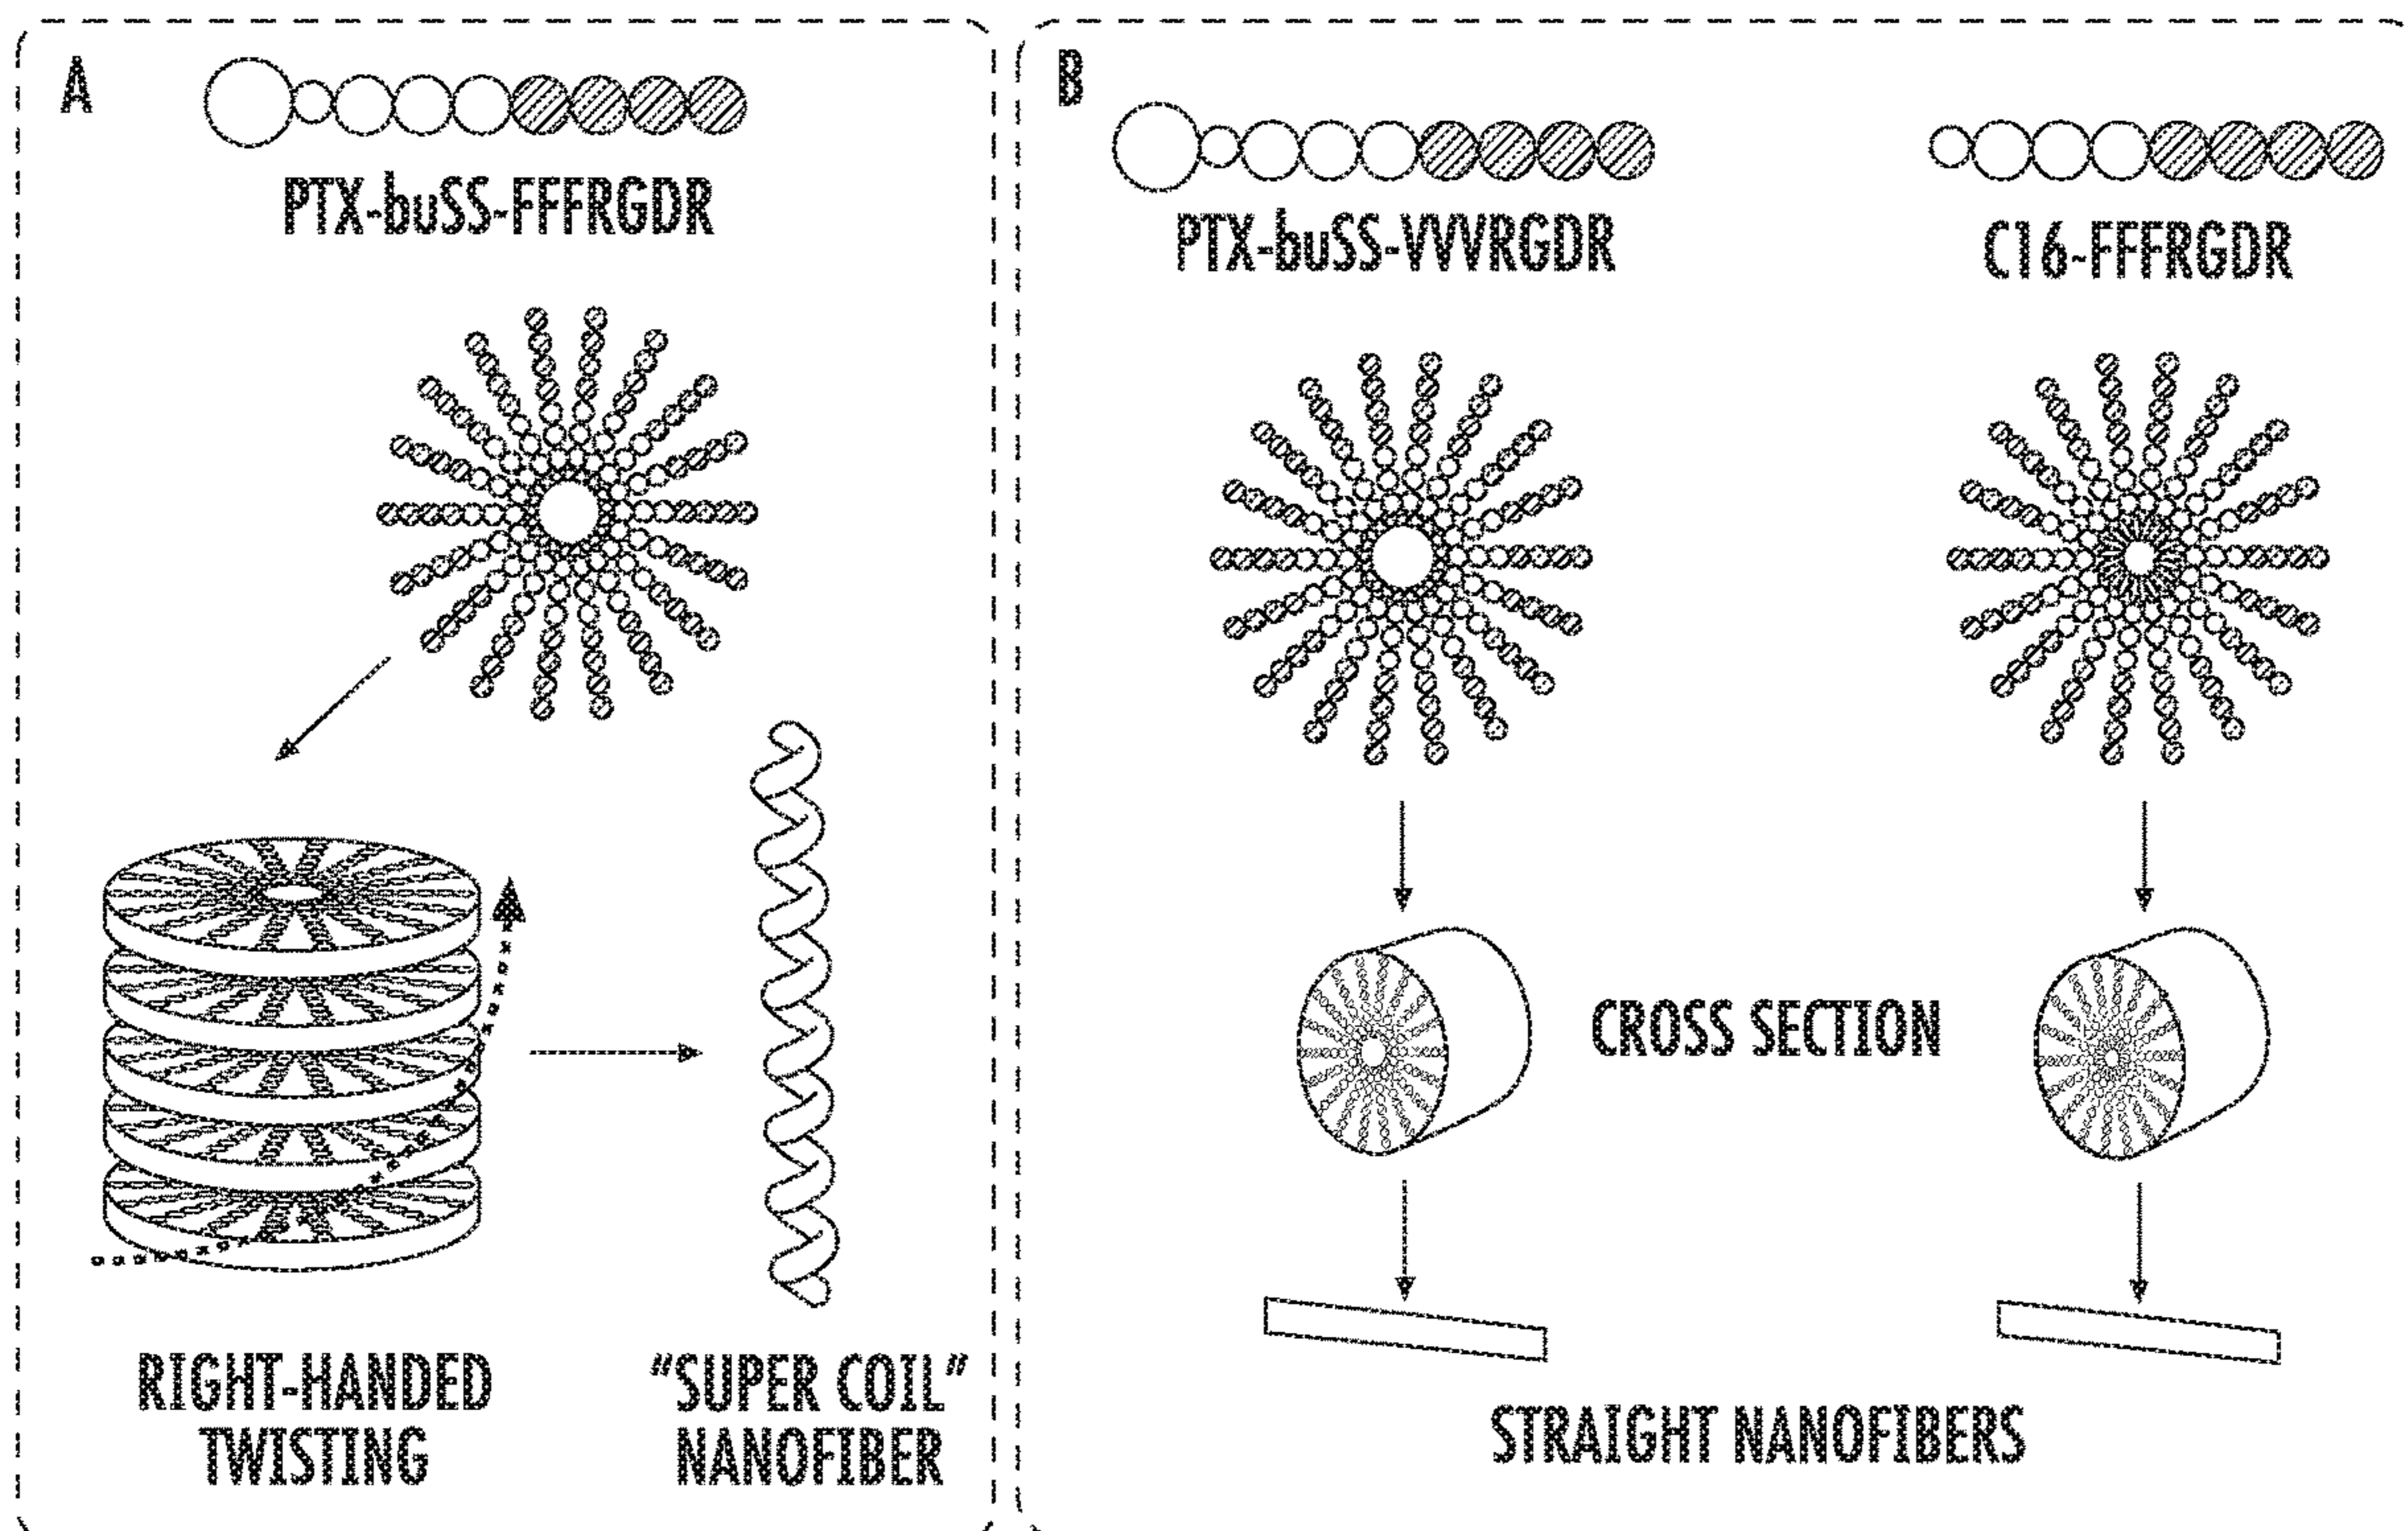 A
PTX-buSS-FFFRGDR
RIGHT-HANDED
TWISTING
"SUPER COIL"
NANOFIBER
B
PTX-buSS-VVVRGDR
C16-FFFRGDR
CROSS SECTION
STRAIGHT NANOFIBERS